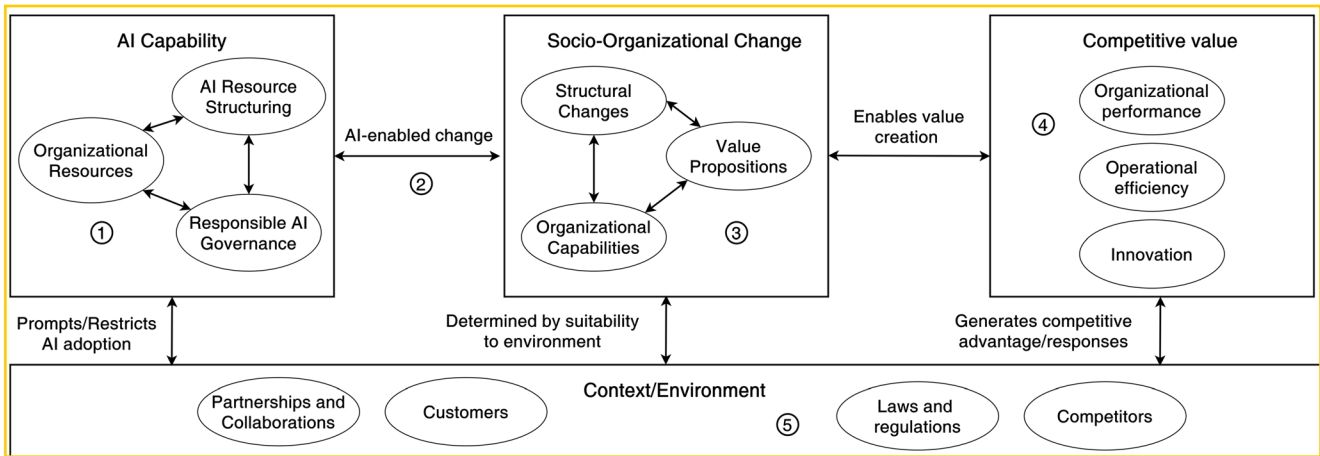 AI Capability
AI Resource
Structuring
Organizational
Resources
Responsible AI
Governance
①
AI-enabled change
②
Socio-Organizational Change
Structural
Changes
Value
Propositions
Organizational
Capabilities
③
Enables value
creation
Competitive value
④
Organizational
performance
Operational
efficiency
Innovation
Prompts/Restricts
AI adoption
Determined by suitability
to environment
Generates competitive
advantage/responses
Context/Environment
Partnerships and
Collaborations
Customers
⑤
Laws and
regulations
Competitors